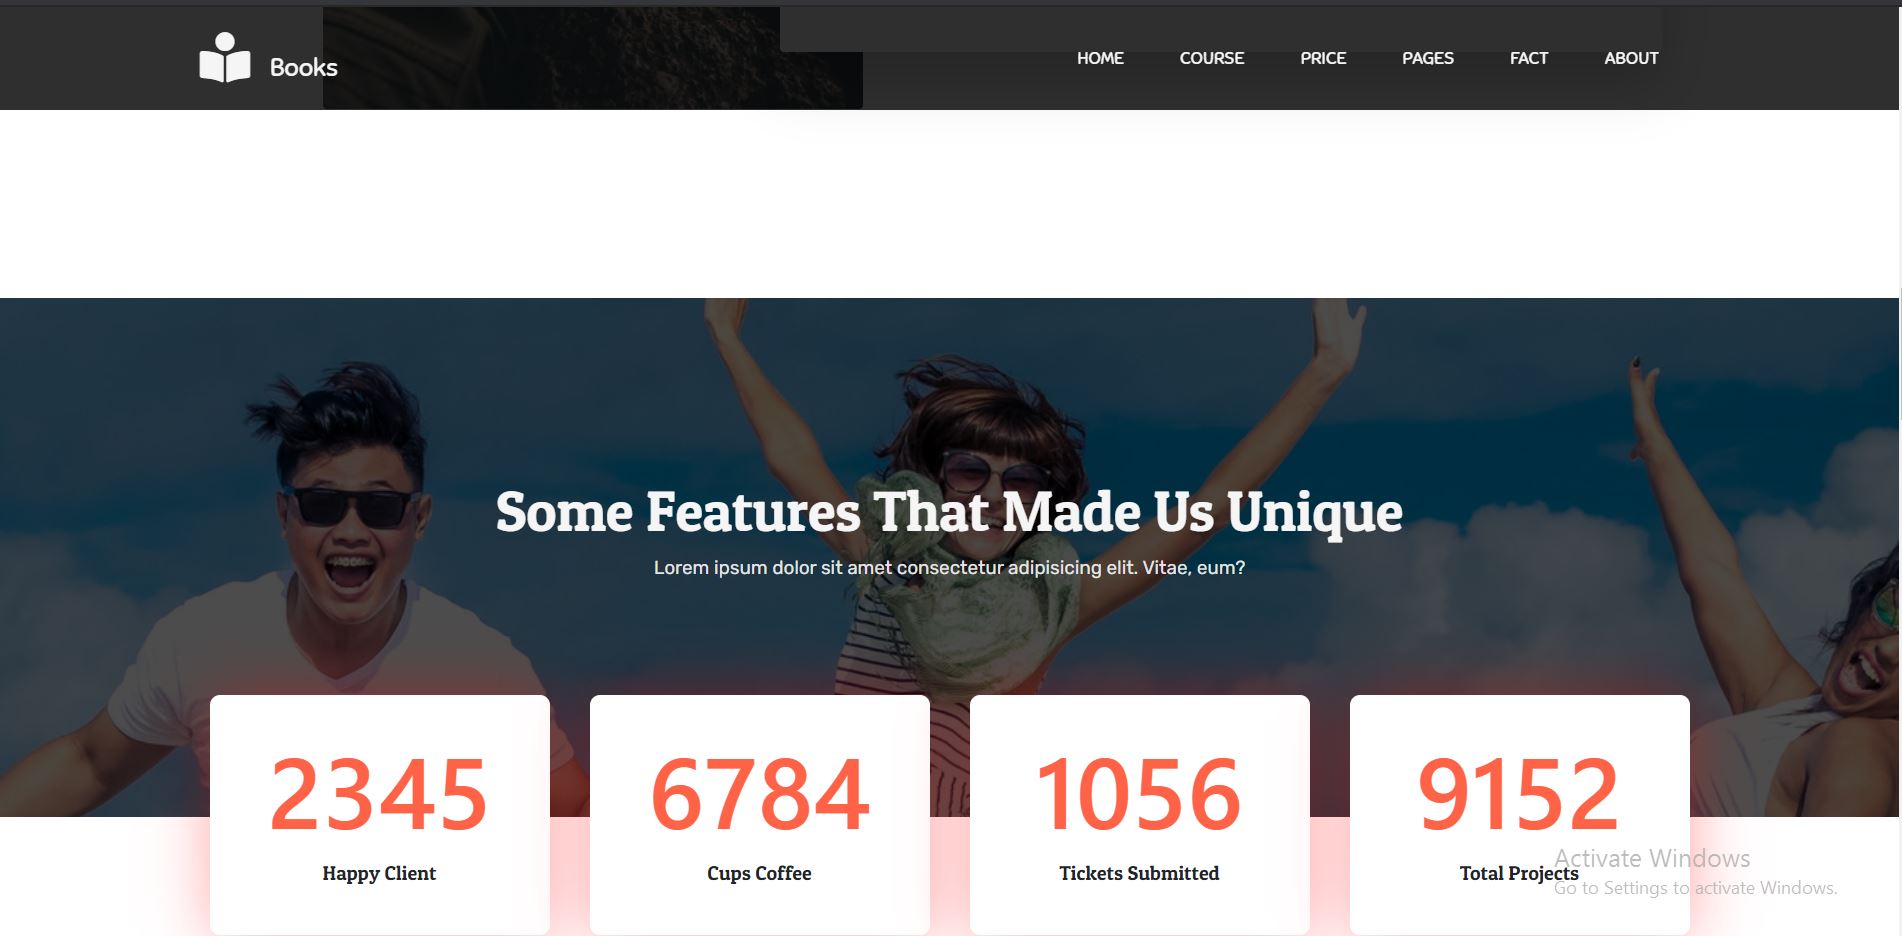 Books
HOME COURSE PRICE PAGES FACT ABOUT
Some Features That Made Us Unique
Lorem ipsum dolor sit amet consectetur adipisicing elit. Vitae, eum?
2345 6784 1056 9152
Happy Client Cups Coffee Tickets Submitted Total Projects
Activate Windows
Go to Settings to activate Windows.